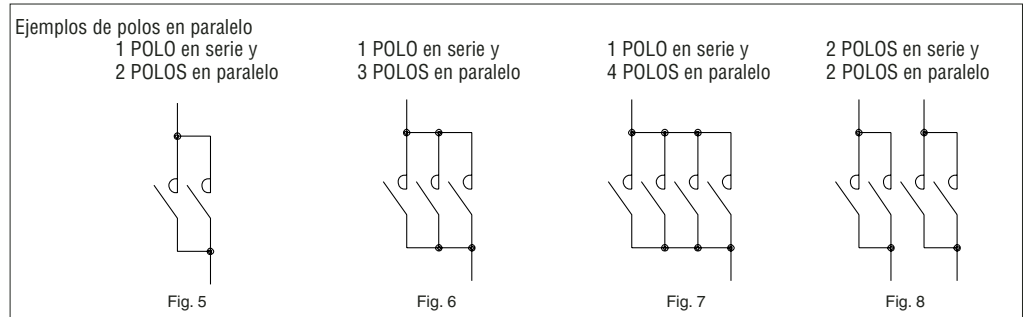 Ejemplos de polos en paralelo
1 POLO en serie y
2 POLOS en paralelo
1 POLO en serie y
3 POLOS en paralelo
1 POLO en serie y
4 POLOS en paralelo
2 POLOS en serie y
2 POLOS en paralelo
Fig. 5
Fig. 6
Fig. 7
Fig. 8